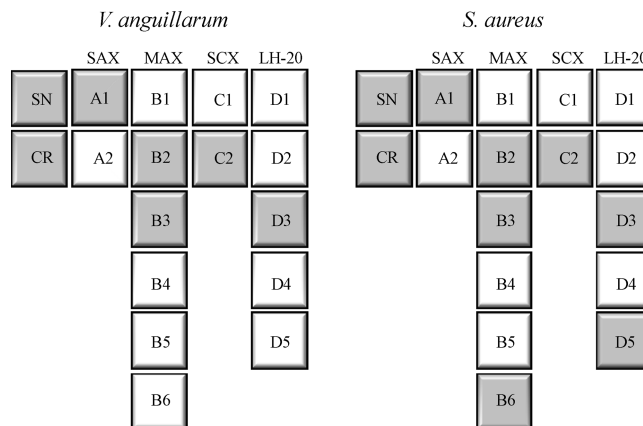 V. anguillarum S. aureus
SAX MAX SCX LH-20 SAX MAX SCX LH-20
SN A1 B1 C1 D1 SN A1 B1 C1 D1
CR A2 B2 C2 D2 CR A2 B2 C2 D2
B3 D3 B3 D3
B4 D4 B4 D4
B5 D5 B5 D5
B6 B6